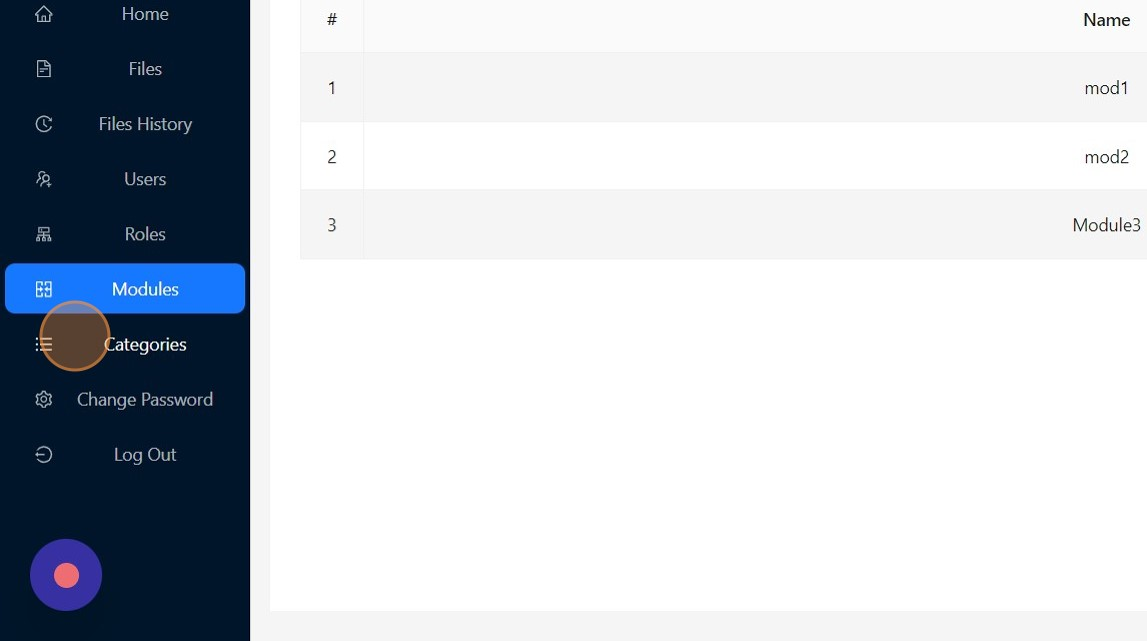 Home
Files
Files History
Users
Roles
Modules
Categories
Change Password
Log Out
# Name
1 mod1
2 mod2
3 Module3